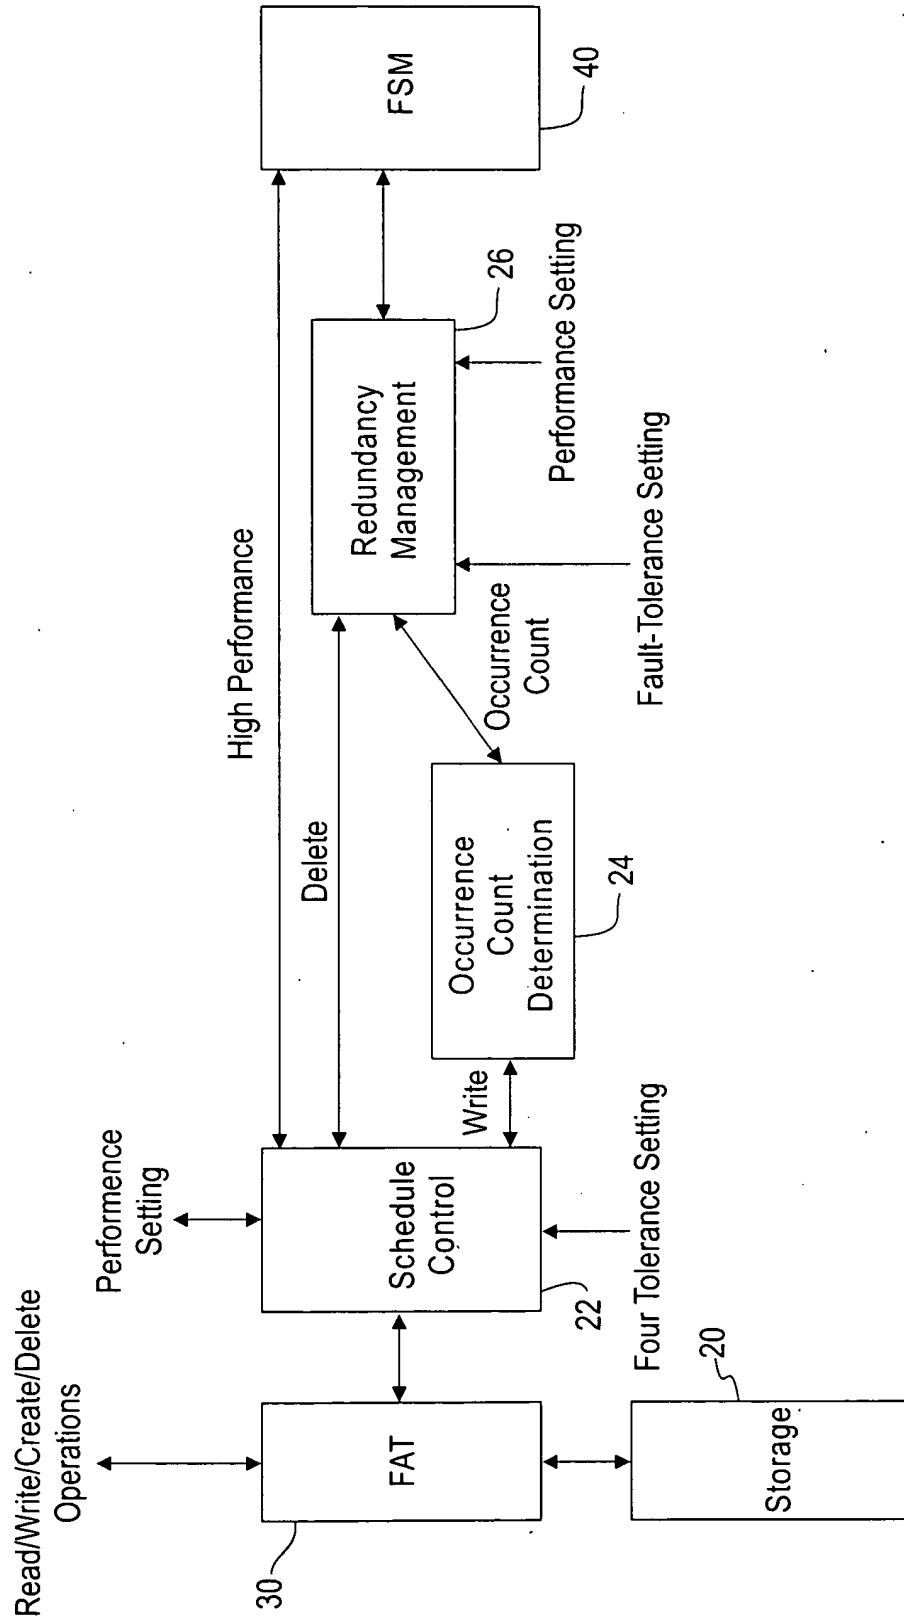 Read/Write/Create/Delete
Operations
30
FAT
Storage
20
Performence
Setting
Schedule
Control
22
Four Tolerance Setting
High Performance
Delete
Write
Occurrence
Count
Determination
24
Occurrence
Count
Redundancy
Management
26
Fault-Tolerance Setting
Performance Setting
FSM
40